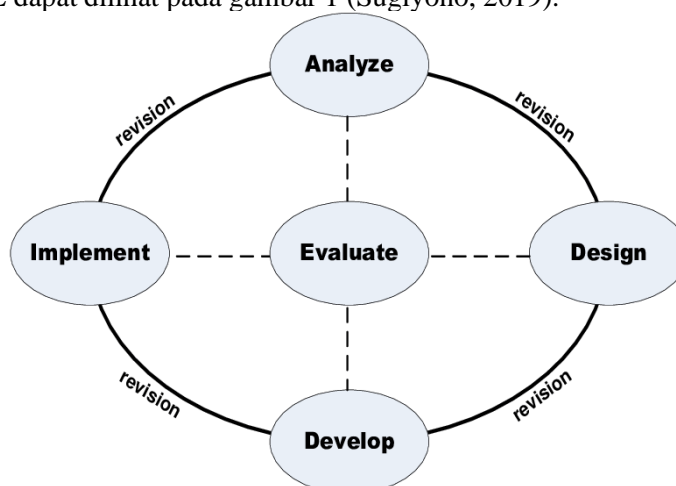 dapat dilihat pada gambar 1 (Sugiyono, 2019).
Analyze
revision
revision
Implement
Evaluate
Design
revision
revision
Develop